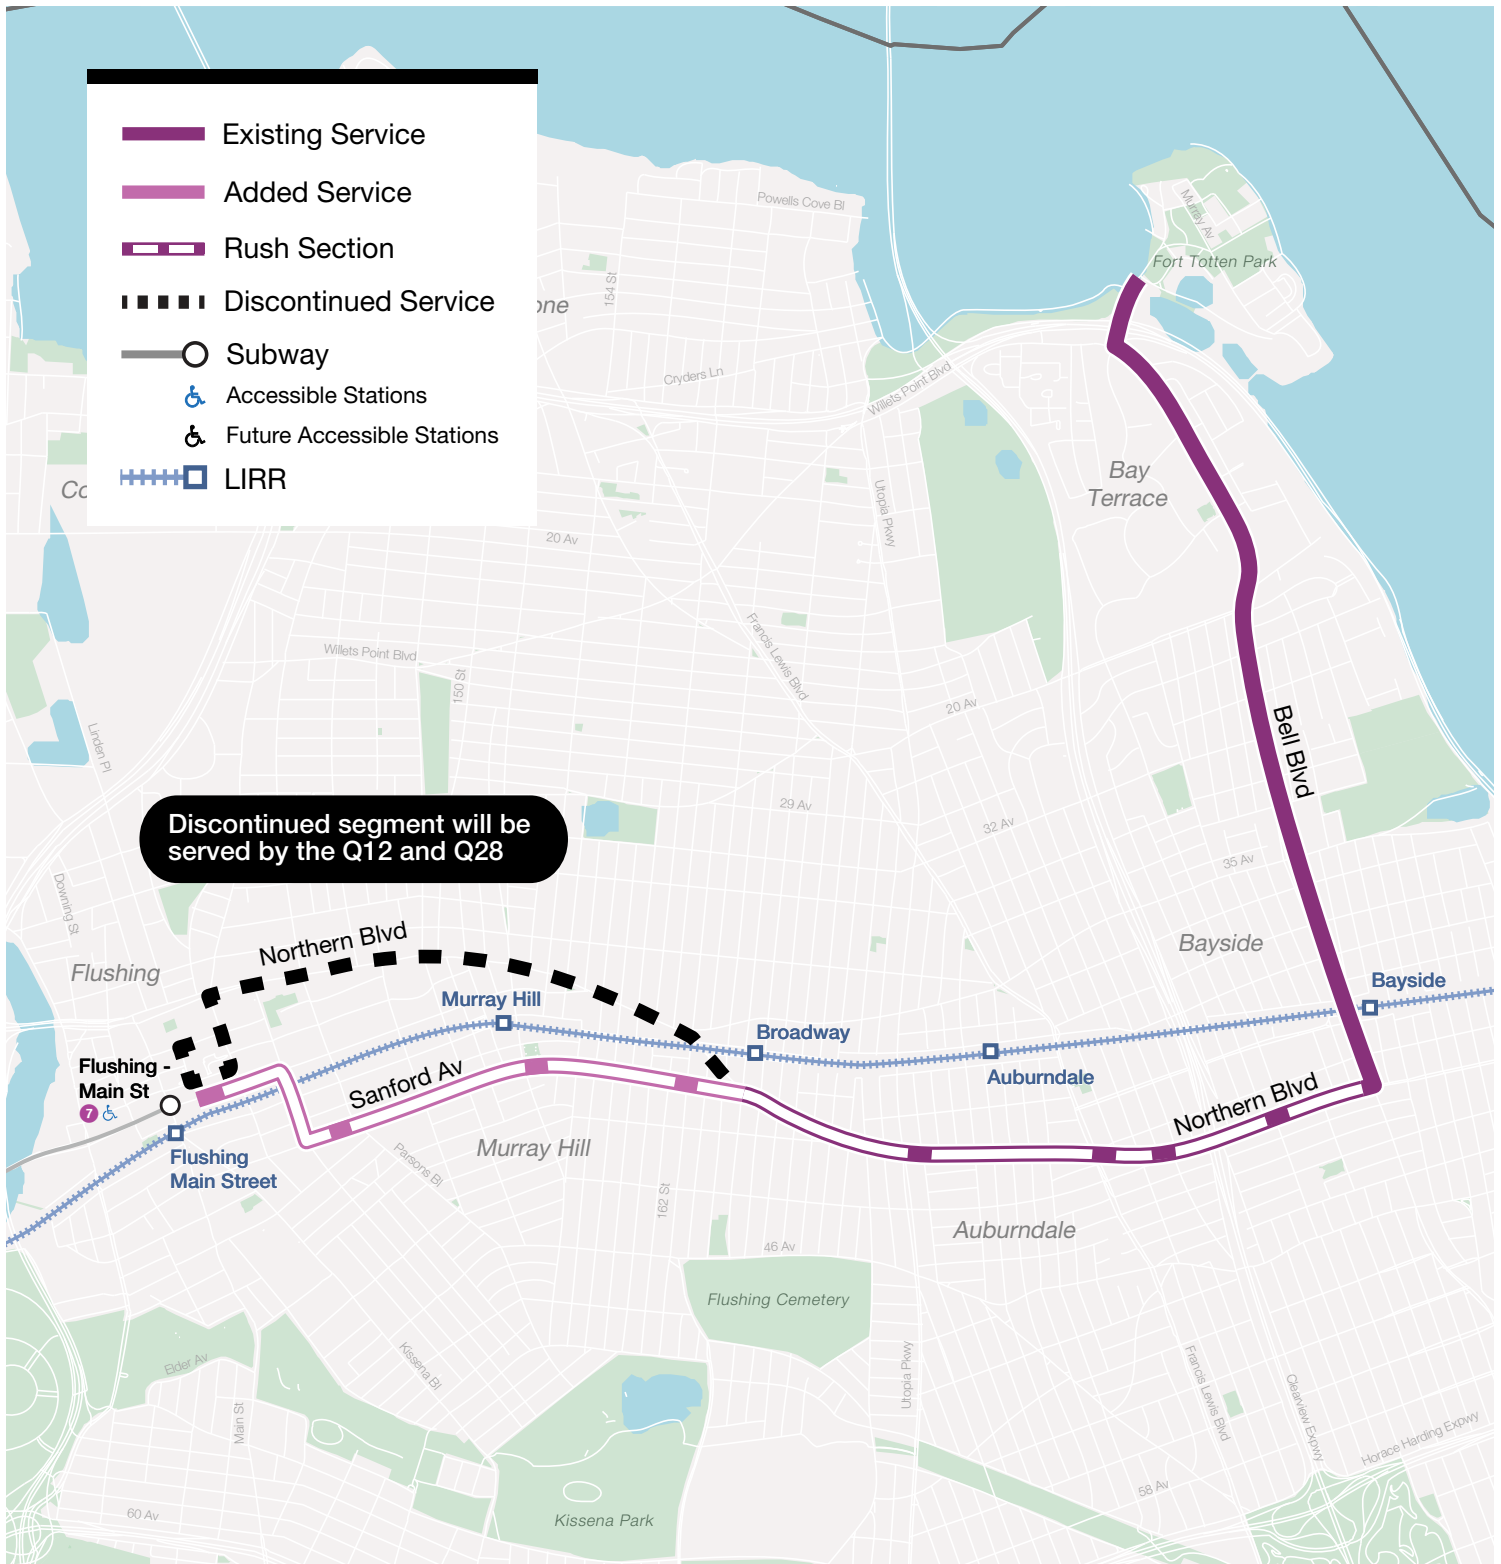 Existing Service
Added Service
Rush Section
Discontinued Service
Subway
Accessible Stations
Future Accessible Stations
LIRR
Powells Cove Bl
154 St
one
Murray Av
Fort Totten Park
Cryders Ln
Willets Point Blvd
Co
Bay
Terrace
Utopia Pkwy
20 Av
Francis Lewis Blvd
Willets Point Blvd
150 St
20 Av
Linden Pl
Bell Blvd
29 Av
32 Av
35 Av
Discontinued segment will be
served by the Q12 and Q28
Downing St
Northern Blvd
Bayside
Flushing
Murray Hill
Bayside
Broadway
Auburndale
Flushing -
Main St
7
Sanford Av
Northern Blvd
Flushing
Main Street
Parsons Bl
Murray Hill
162 St
46 Av
Auburndale
Flushing Cemetery
Elder Av
Kissena Bl
Utopia Pkwy
Francis Lewis Blvd
Clearview Expwy
Main St
Horace Harding Expwy
58 Av
60 Av
Kissena Park